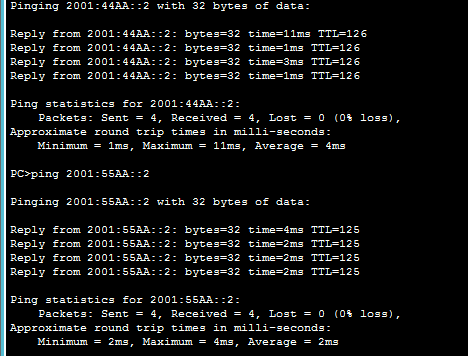 Pinging 2001:44AA::2 with 32 bytes of data:
Reply from 2001:44AA::2: bytes=32 time=11ms TTL=126
Reply from 2001:44AA::2: bytes=32 time=1ms TTL=126
Reply from 2001:44AA::2: bytes=32 time=3ms TTL=126
Reply from 2001:44AA::2: bytes=32 time=1ms TTL=126
Ping statistics for 2001:44AA::2:
Packets: Sent = 4, Received = 4, Lost = 0 (0% loss),
Approximate round trip times in milli-seconds:
Minimum = 1ms, Maximum = 11ms, Average = 4ms
PC>ping 2001:55AA::2
Pinging 2001:55AA::2 with 32 bytes of data:
Reply from 2001:55AA::2: bytes=32 time=4ms TTL=125
Reply from 2001:55AA::2: bytes=32 time=2ms TTL=125
Reply from 2001:55AA::2: bytes=32 time=2ms TTL=125
Reply from 2001:55AA::2: bytes=32 time=2ms TTL=125
Ping statistics for 2001:55AA::2:
Packets: Sent = 4, Received = 4, Lost = 0 (0% loss),
Approximate round trip times in milli-seconds:
Minimum = 2ms, Maximum = 4ms, Average = 2ms